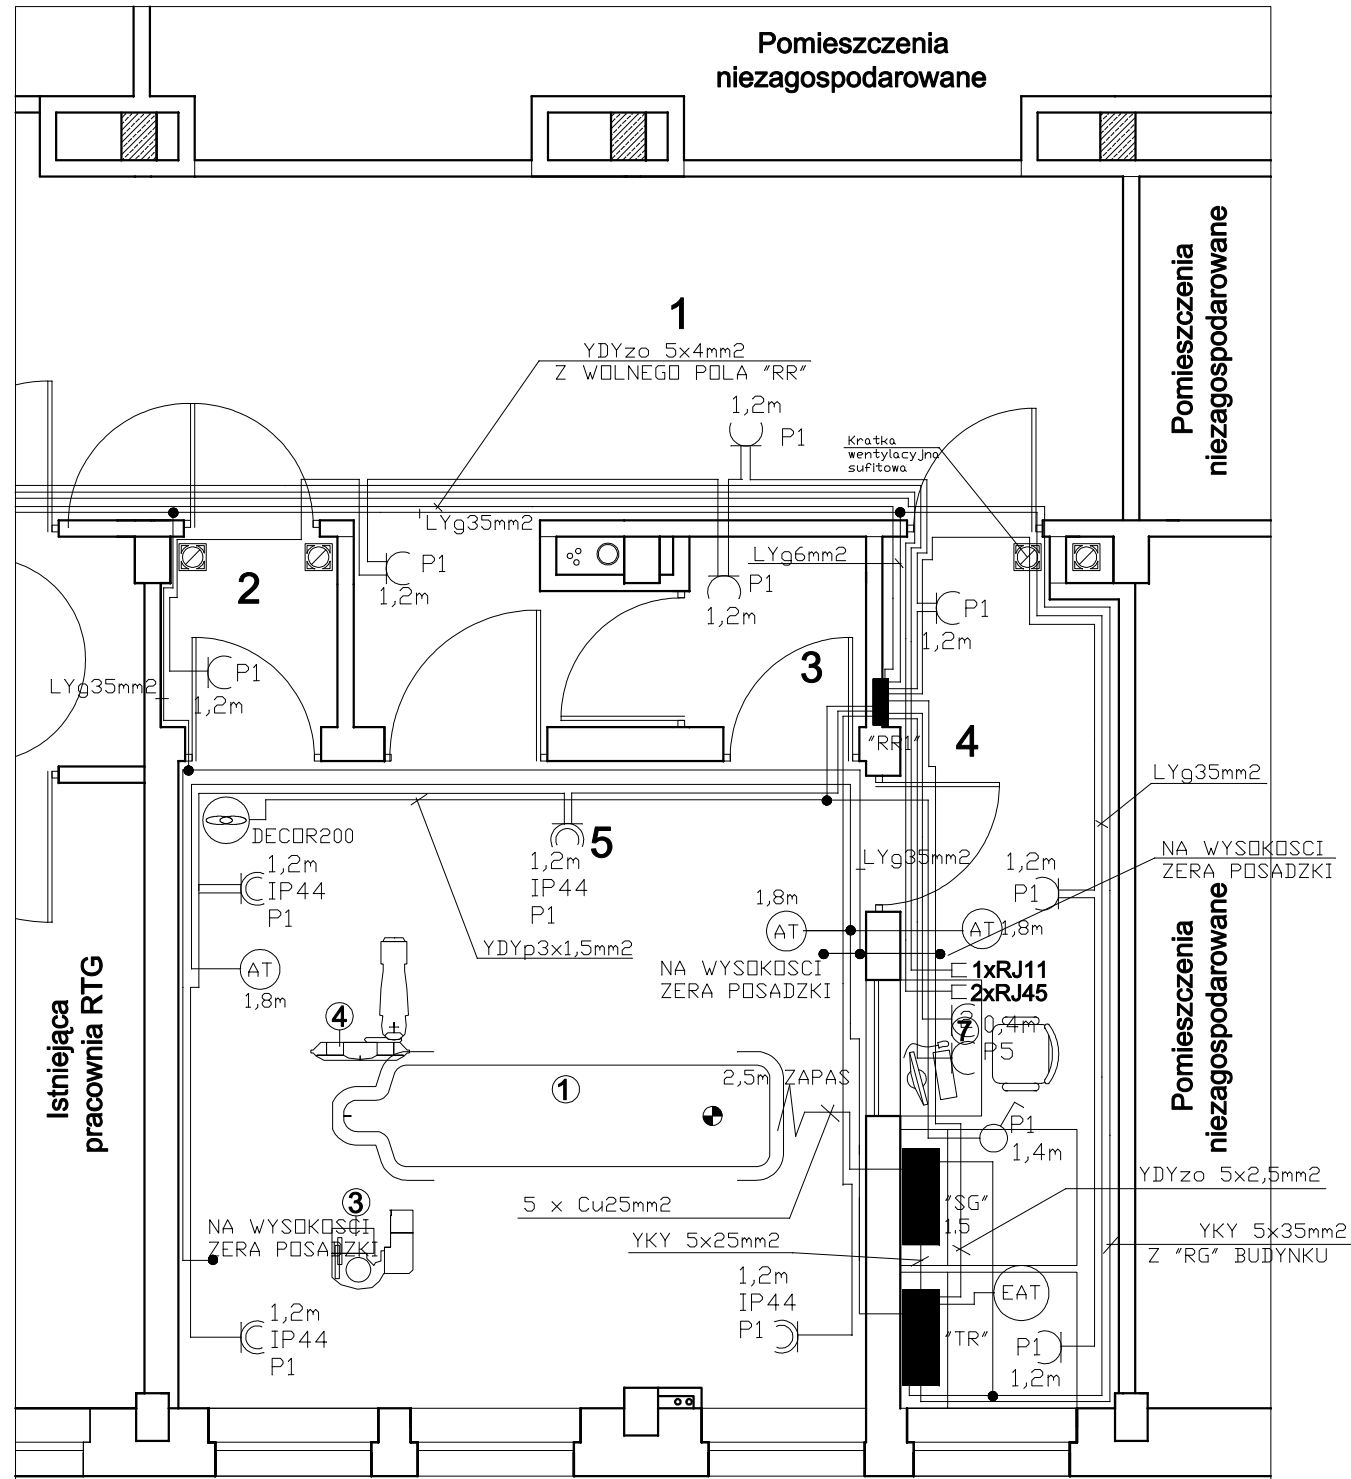 Pomieszczenia
niezagospodarowane
Pomieszczenia
niezagospodarowane
1
YDYzo 5x4mm2
Z WOLNEGO POLA "RR"
1,2m
P1
Kratka
wentylacyjna
sufitowa
LYg35mm2
LYg6mm2
P1
1,2m
P1
1,2m
2
P1
1,2m
P1
1,2m
LYg35mm2
3
"RR1"
4
LYg35mm2
DECOR200
1,2m
IP44
P1
5
1,2m
IP44
P1
LYg35mm2
1,2m
P1
NA WYSOKOSCI
ZERA POSADZKI
1,8m
AT
AT
1,8m
YDYp3x1,5mm2
AT
1,8m
NA WYSOKOSCI
ZERA POSADZKI
1xRJ11
2xRJ45
0,4m
7
P5
4
1
2,5m ZAPAS
P1
1,4m
Istniejąca
pracownia RTG
Pomieszczenia
niezagospodarowane
YDYzo 5x2,5mm2
5 x Cu25mm2
"SG"
1.5
3
NA WYSOKOSCI
ZERA POSADZKI
YKY 5x25mm2
YKY 5x35mm2
Z "RG" BUDYNKU
1,2m
IP44
P1
1,2m
IP44
P1
EAT
"TR"
P1
1,2m